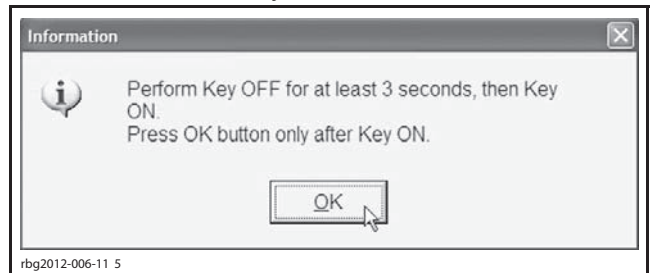 Information
Perform Key OFF for at least 3 seconds, then Key
ON.
Press OK button only after Key ON.
OK
rbg2012-006-11 5